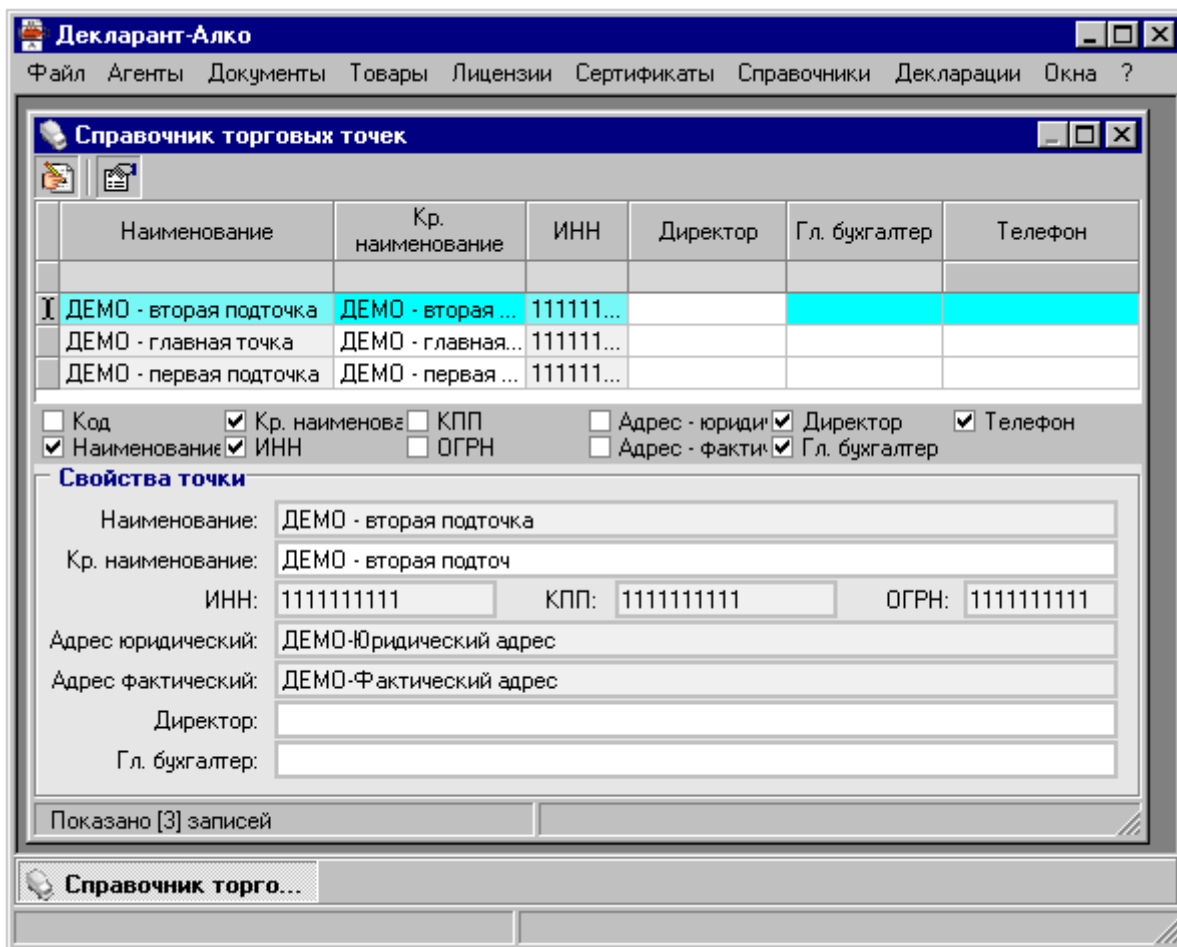 Декларант-Алко
Файл Агенты Документы Товары Лицензии Сертификаты Справочники Декларации Окна ?
Справочник торговых точек
Наименование Кр. наименование ИНН Директор Гл. бухгалтер Телефон
ДЕМО - вторая подточка ДЕМО - вторая ... 111111...
ДЕМО - главная точка ДЕМО - главная... 111111...
ДЕМО - первая подточка ДЕМО - первая ... 111111...
Код Кр. наименова КПП Адрес - юриди Директор Телефон
Наименование ИНН ОГРН Адрес - фактич Гл. бухгалтер
Свойства точки
Наименование: ДЕМО - вторая подточка
Кр. наименование: ДЕМО - вторая подточ
ИНН: 1111111111 КПП: 1111111111 ОГРН: 1111111111
Адрес юридический: ДЕМО-Юридический адрес
Адрес фактический: ДЕМО-Фактический адрес
Директор:
Гл. бухгалтер:
Показано [3] записей
Справочник торго...